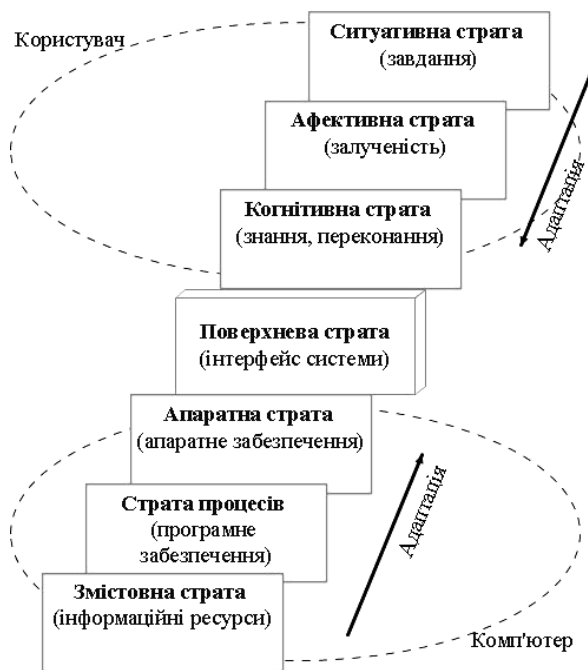 Користувач
Ситуативна страта
(завдання)
Афективна страта
(залученість)
Когнітивна страта
(знання, переконання)
Адаптація
Поверхнева страта
(інтерфейс системи)
Апаратна страта
(апаратне забезпечення)
Страта процесів
(програмне
забезпечення)
Адаптація
Змістовна страта
(інформаційні ресурси)
Комп'ютер